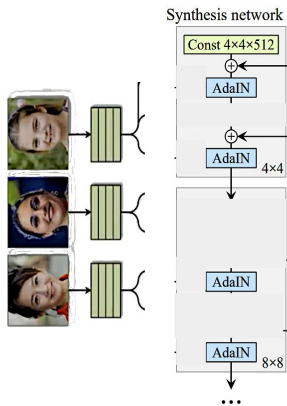 Synthesis network
Const 4×4×512
AdaIN
AdaIN
4×4
AdaIN
AdaIN
8×8
...